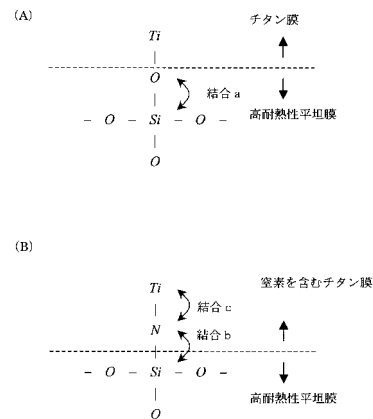 (A)
チタン膜
Ti
|
O
| 結合 a
高耐熱性平坦膜
– O – Si – O –
|
O
(B)
窒素を含むチタン膜
Ti
| 結合 c
N
| 結合 b
– O – Si – O –
高耐熱性平坦膜
|
O